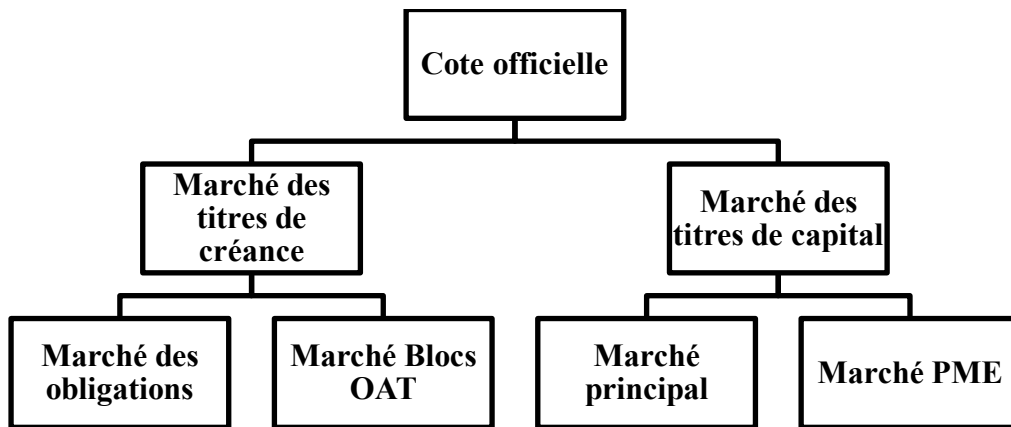 Cote officielle
Marché des
titres de
créance
Marché des
titres de capital
Marché des
obligations
Marché Blocs
OAT
Marché
principal
Marché PME